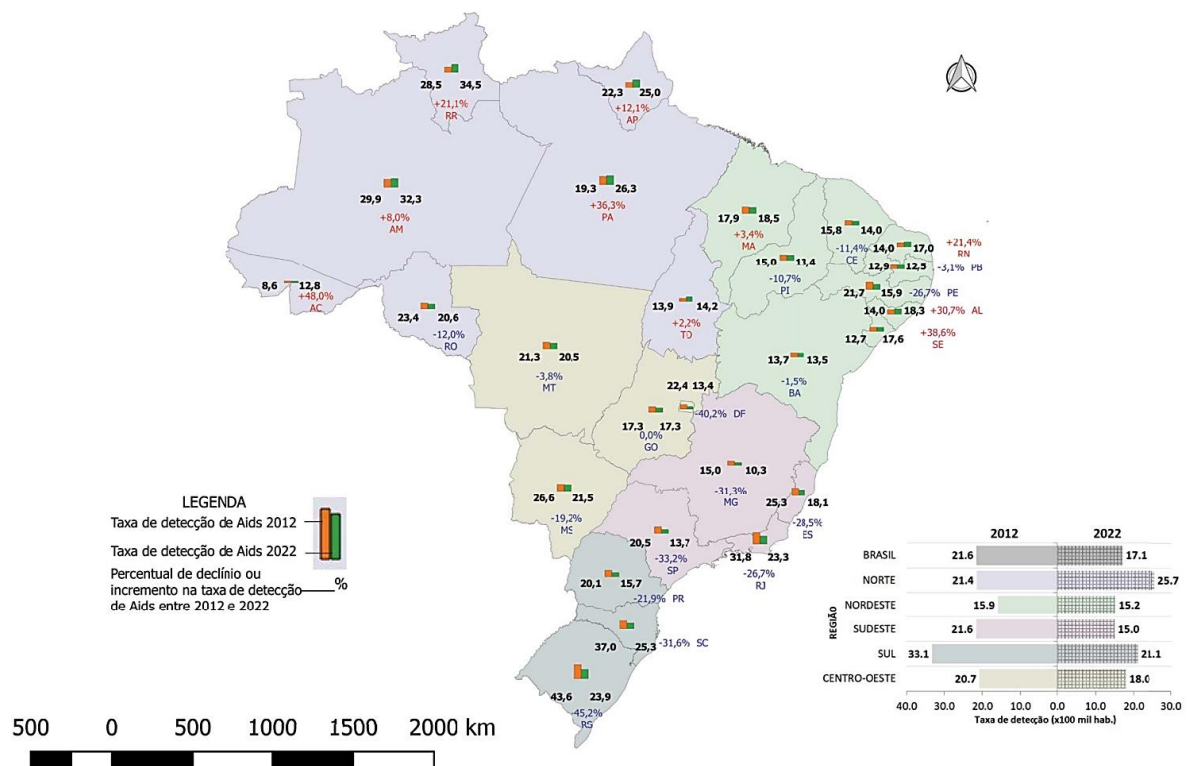 28,5 34,5
+21,1%
RR
22,3 25,0
+12,1%
AP
29,9 32,3
+8,0%
AM
19,3 26,3
+36,3%
PA
17,9 18,5
+3,4%
MA
15,8 14,0
-11,4%
CE
+21,4%
14,0 17,0
RN
15,0 13,4
-10,7%
PI
12,9 12,5 -3,1% PB
21,7 15,9 -26,7% PE
14,0 18,3 +30,7% AL
12,7 17,6
+38,6%
SE
8,6 12,8
+48,0%
AC
23,4 20,6
-12,0%
RO
13,9 14,2
+2,2%
TO
21,3 20,5
-3,8%
MT
13,7 13,5
-1,5%
BA
22,4 13,4
-40,2% DF
17,3 17,3
0,0%
GO
15,0 10,3
-31,3%
MG
26,6 21,5
-19,2%
MS
25,3 18,1
-28,5%
ES
20,5 13,7
-33,2%
SP
31,8 23,3
-26,7%
RJ
20,1 15,7
-21,9% PR
37,0 25,3
-31,6% SC
43,6 23,9
-45,2%
RS
LEGENDA
Taxa de detecção de Aids 2012
Taxa de detecção de Aids 2022
Percentual de declínio ou
incremento na taxa de detecção %
de Aids entre 2012 e 2022
500 0 500 1000 1500 2000 km
2012 2022
REGIÃO
BRASIL 21.6 17.1
NORTE 21.4 25.7
NORDESTE 15.9 15.2
SUDESTE 21.6 15.0
SUL 33.1 21.1
CENTRO-OESTE 20.7 18.0
40.0 30.0 20.0 10.0 0.0 10.0 20.0 30.0
Taxa de detecção (x100 mil hab.)